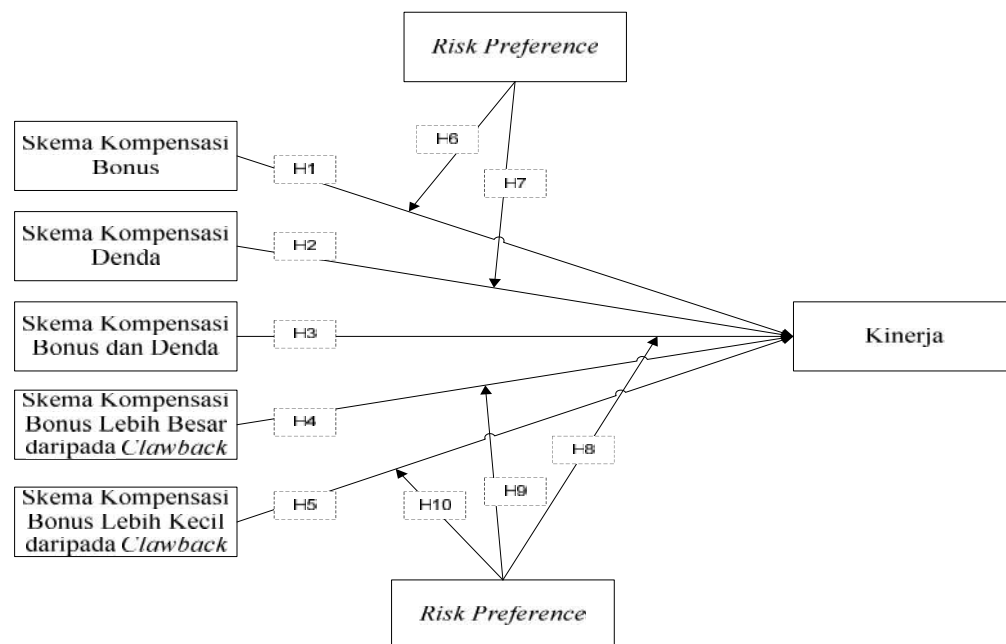 Risk Preference
Skema Kompensasi
Bonus
H6
H1
H7
Skema Kompensasi
Denda
H2
Skema Kompensasi
Bonus dan Denda
H3
Kinerja
Skema Kompensasi
Bonus Lebih Besar
daripada Clawback
H4
H8
Skema Kompensasi
Bonus Lebih Kecil
daripada Clawback
H5
H10
H9
Risk Preference